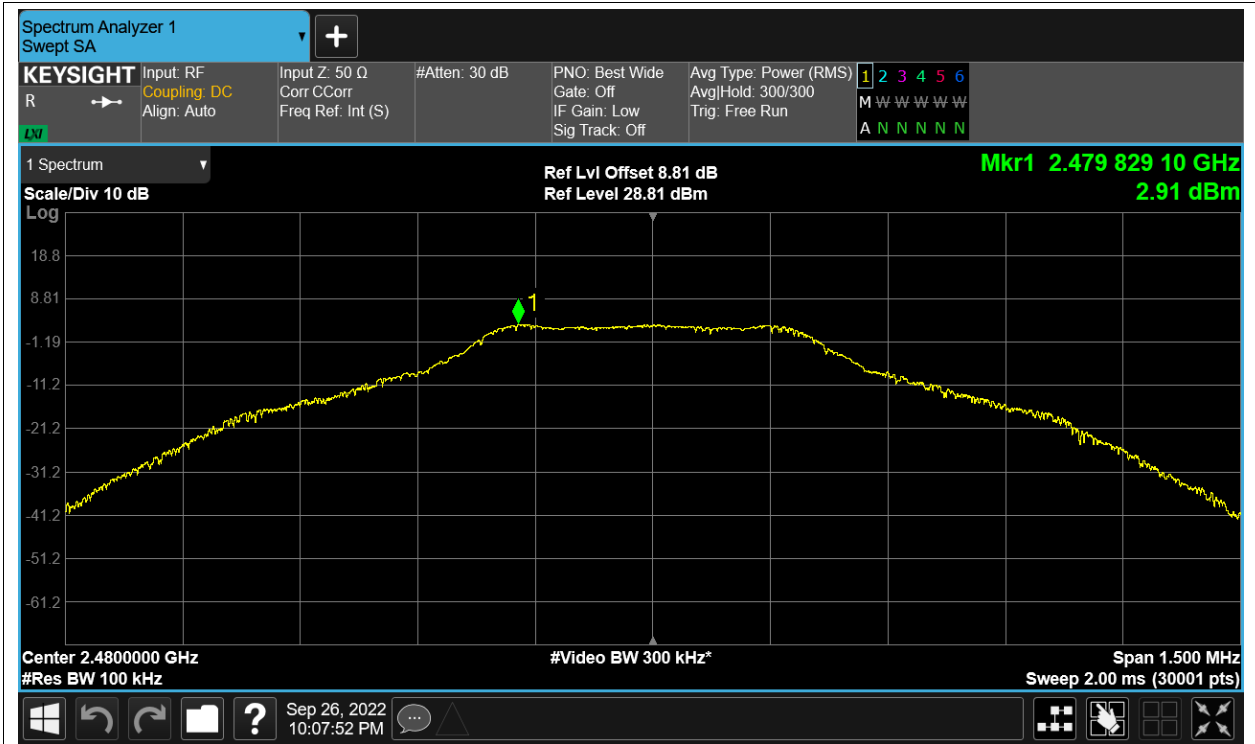 Spectrum Analyzer 1
Swept SA
+
KEYSIGHT Input: RF Input Z: 50 Ω #Atten: 30 dB PNO: Best Wide Avg Type: Power (RMS) 1 2 3 4 5 6
R Coupling: DC Corr CCorr Gate: Off Avg|Hold: 300/300 M W W W W W
Align: Auto Freq Ref: Int (S) IF Gain: Low Trig: Free Run
LXI Sig Track: Off A N N N N N
1 Spectrum Ref Lvl Offset 8.81 dB Mkr1 2.479 829 10 GHz
Scale/Div 10 dB Ref Level 28.81 dBm 2.91 dBm
Log
18.8
8.81
1
-1.19
-11.2
-21.2
-31.2
-41.2
-51.2
-61.2
Center 2.4800000 GHz #Video BW 300 kHz* Span 1.500 MHz
#Res BW 100 kHz Sweep 2.00 ms (30001 pts)
? Sep 26, 2022
10:07:52 PM